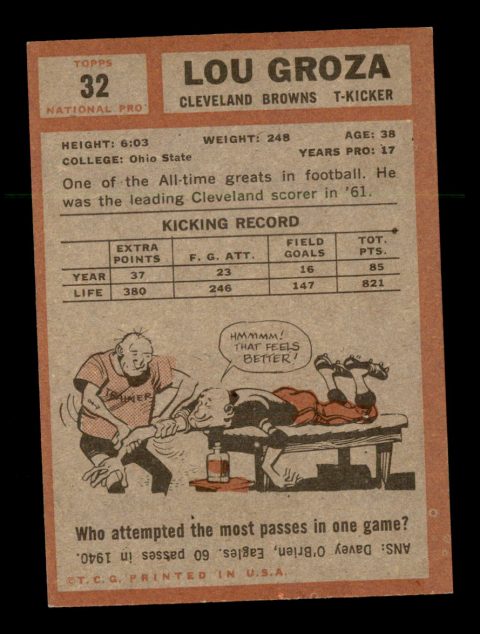 TOPPS
32
NATIONAL PRO
LOU GROZA
CLEVELAND BROWNS T-KICKER
HEIGHT: 6:03 WEIGHT: 248 AGE: 38
COLLEGE: Ohio State YEARS PRO: 17
One of the All-time greats in football. He
was the leading Cleveland scorer in '61.
KICKING RECORD
EXTRA POINTS F. G. ATT. FIELD GOALS TOT. PTS.
YEAR 37 23 16 85
LIFE 380 246 147 821
HMMMM!
THAT FEELS
BETTER!
TRAINER
Who attempted the most passes in one game?
ANS: Davey O'Brien, Eagles. 60 passes in 1940.
©T.C.G. PRINTED IN U.S.A.